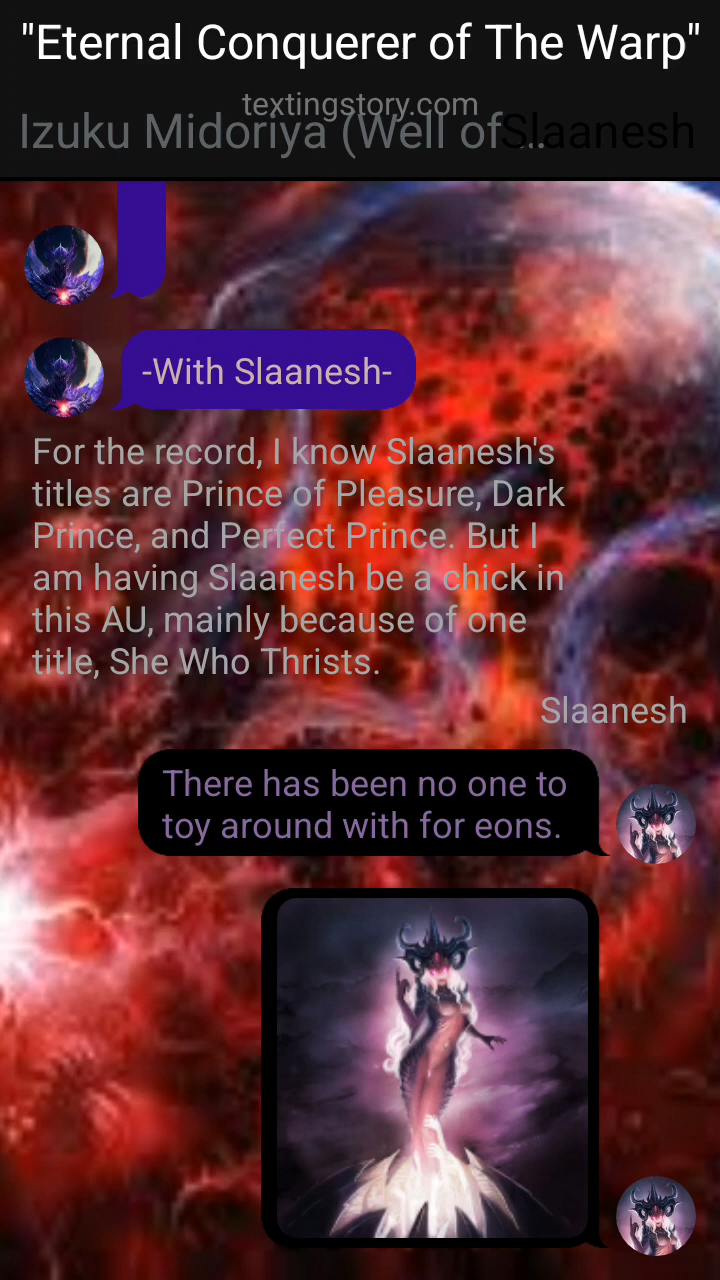 "Eternal Conquerer of The Warp"
textingstory.com
Izuku Midoriya (Well of ... Slaanesh
-With Slaanesh-
For the record, I know Slaanesh's
titles are Prince of Pleasure, Dark
Prince, and Perfect Prince. But I
am having Slaanesh be a chick in
this AU, mainly because of one
title, She Who Thrists.
Slaanesh
There has been no one to
toy around with for eons.